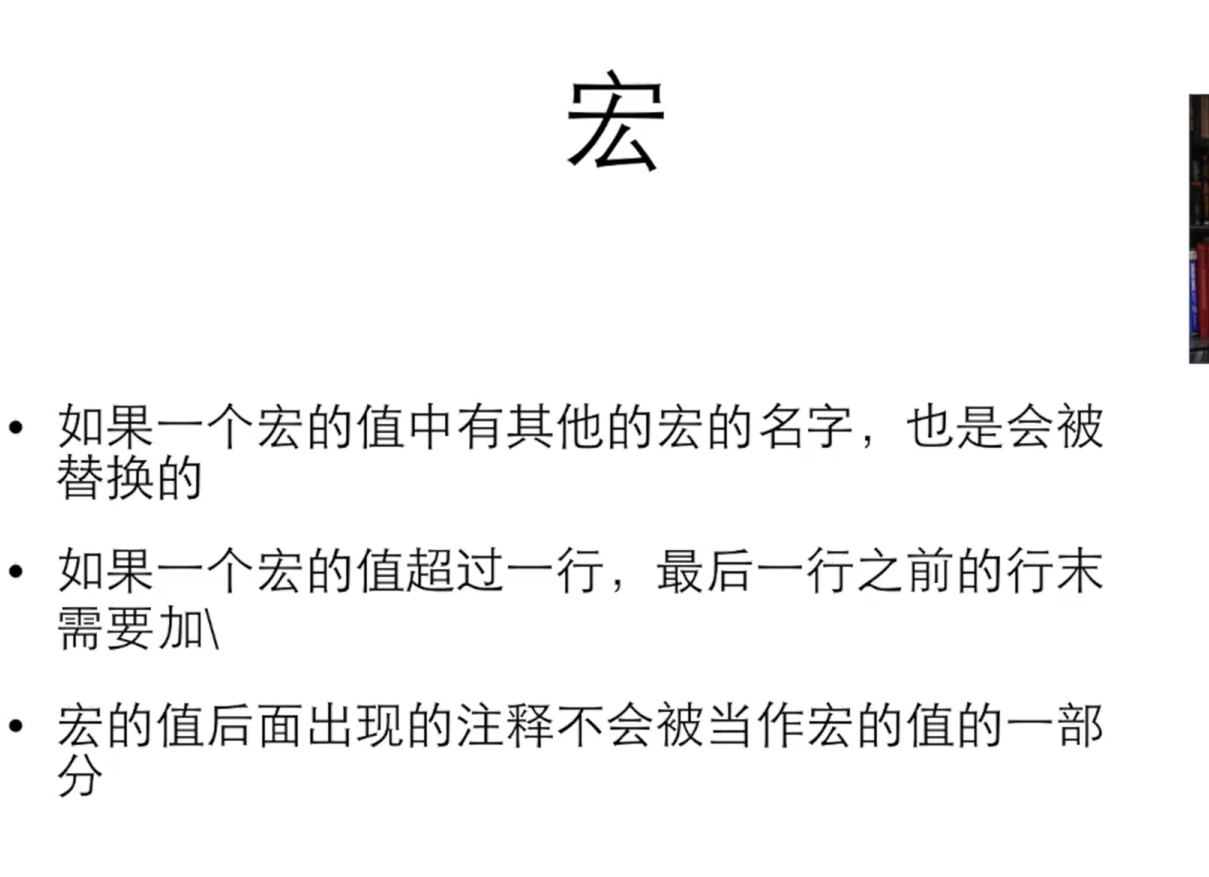 宏
• 如果一个宏的值中有其他的宏的名字，也是会被
替换的
• 如果一个宏的值超过一行，最后一行之前的行末
需要加\
• 宏的值后面出现的注释不会被当作宏的值的一部
分